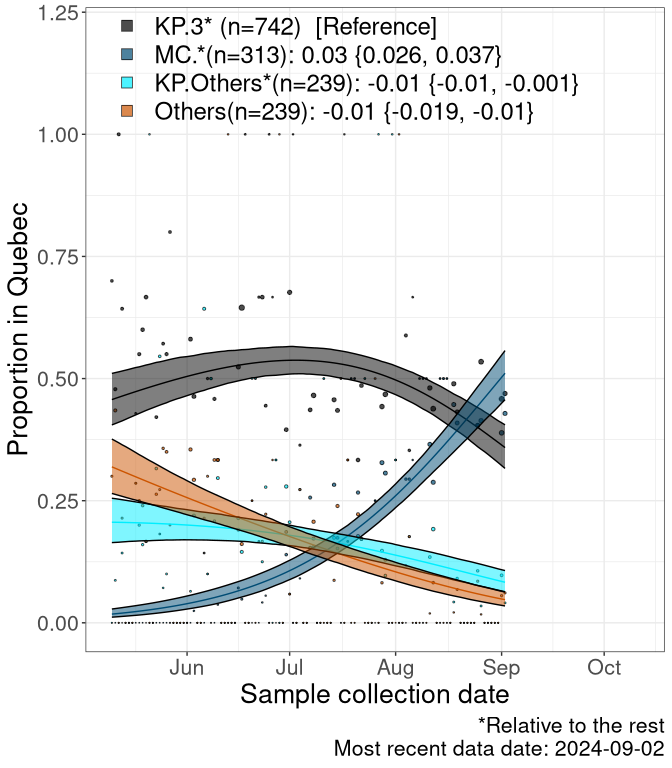 KP.3* (n=742)  [Reference]
MC.*(n=313): 0.03 {0.026, 0.037}
KP.Others*(n=239): -0.01 {-0.01, -0.001}
Others(n=239): -0.01 {-0.019, -0.01}
1.25
1.00
0.75
0.50
0.25
0.00
Proportion in Quebec
Jun Jul Aug Sep Oct
Sample collection date
*Relative to the rest
Most recent data date: 2024-09-02